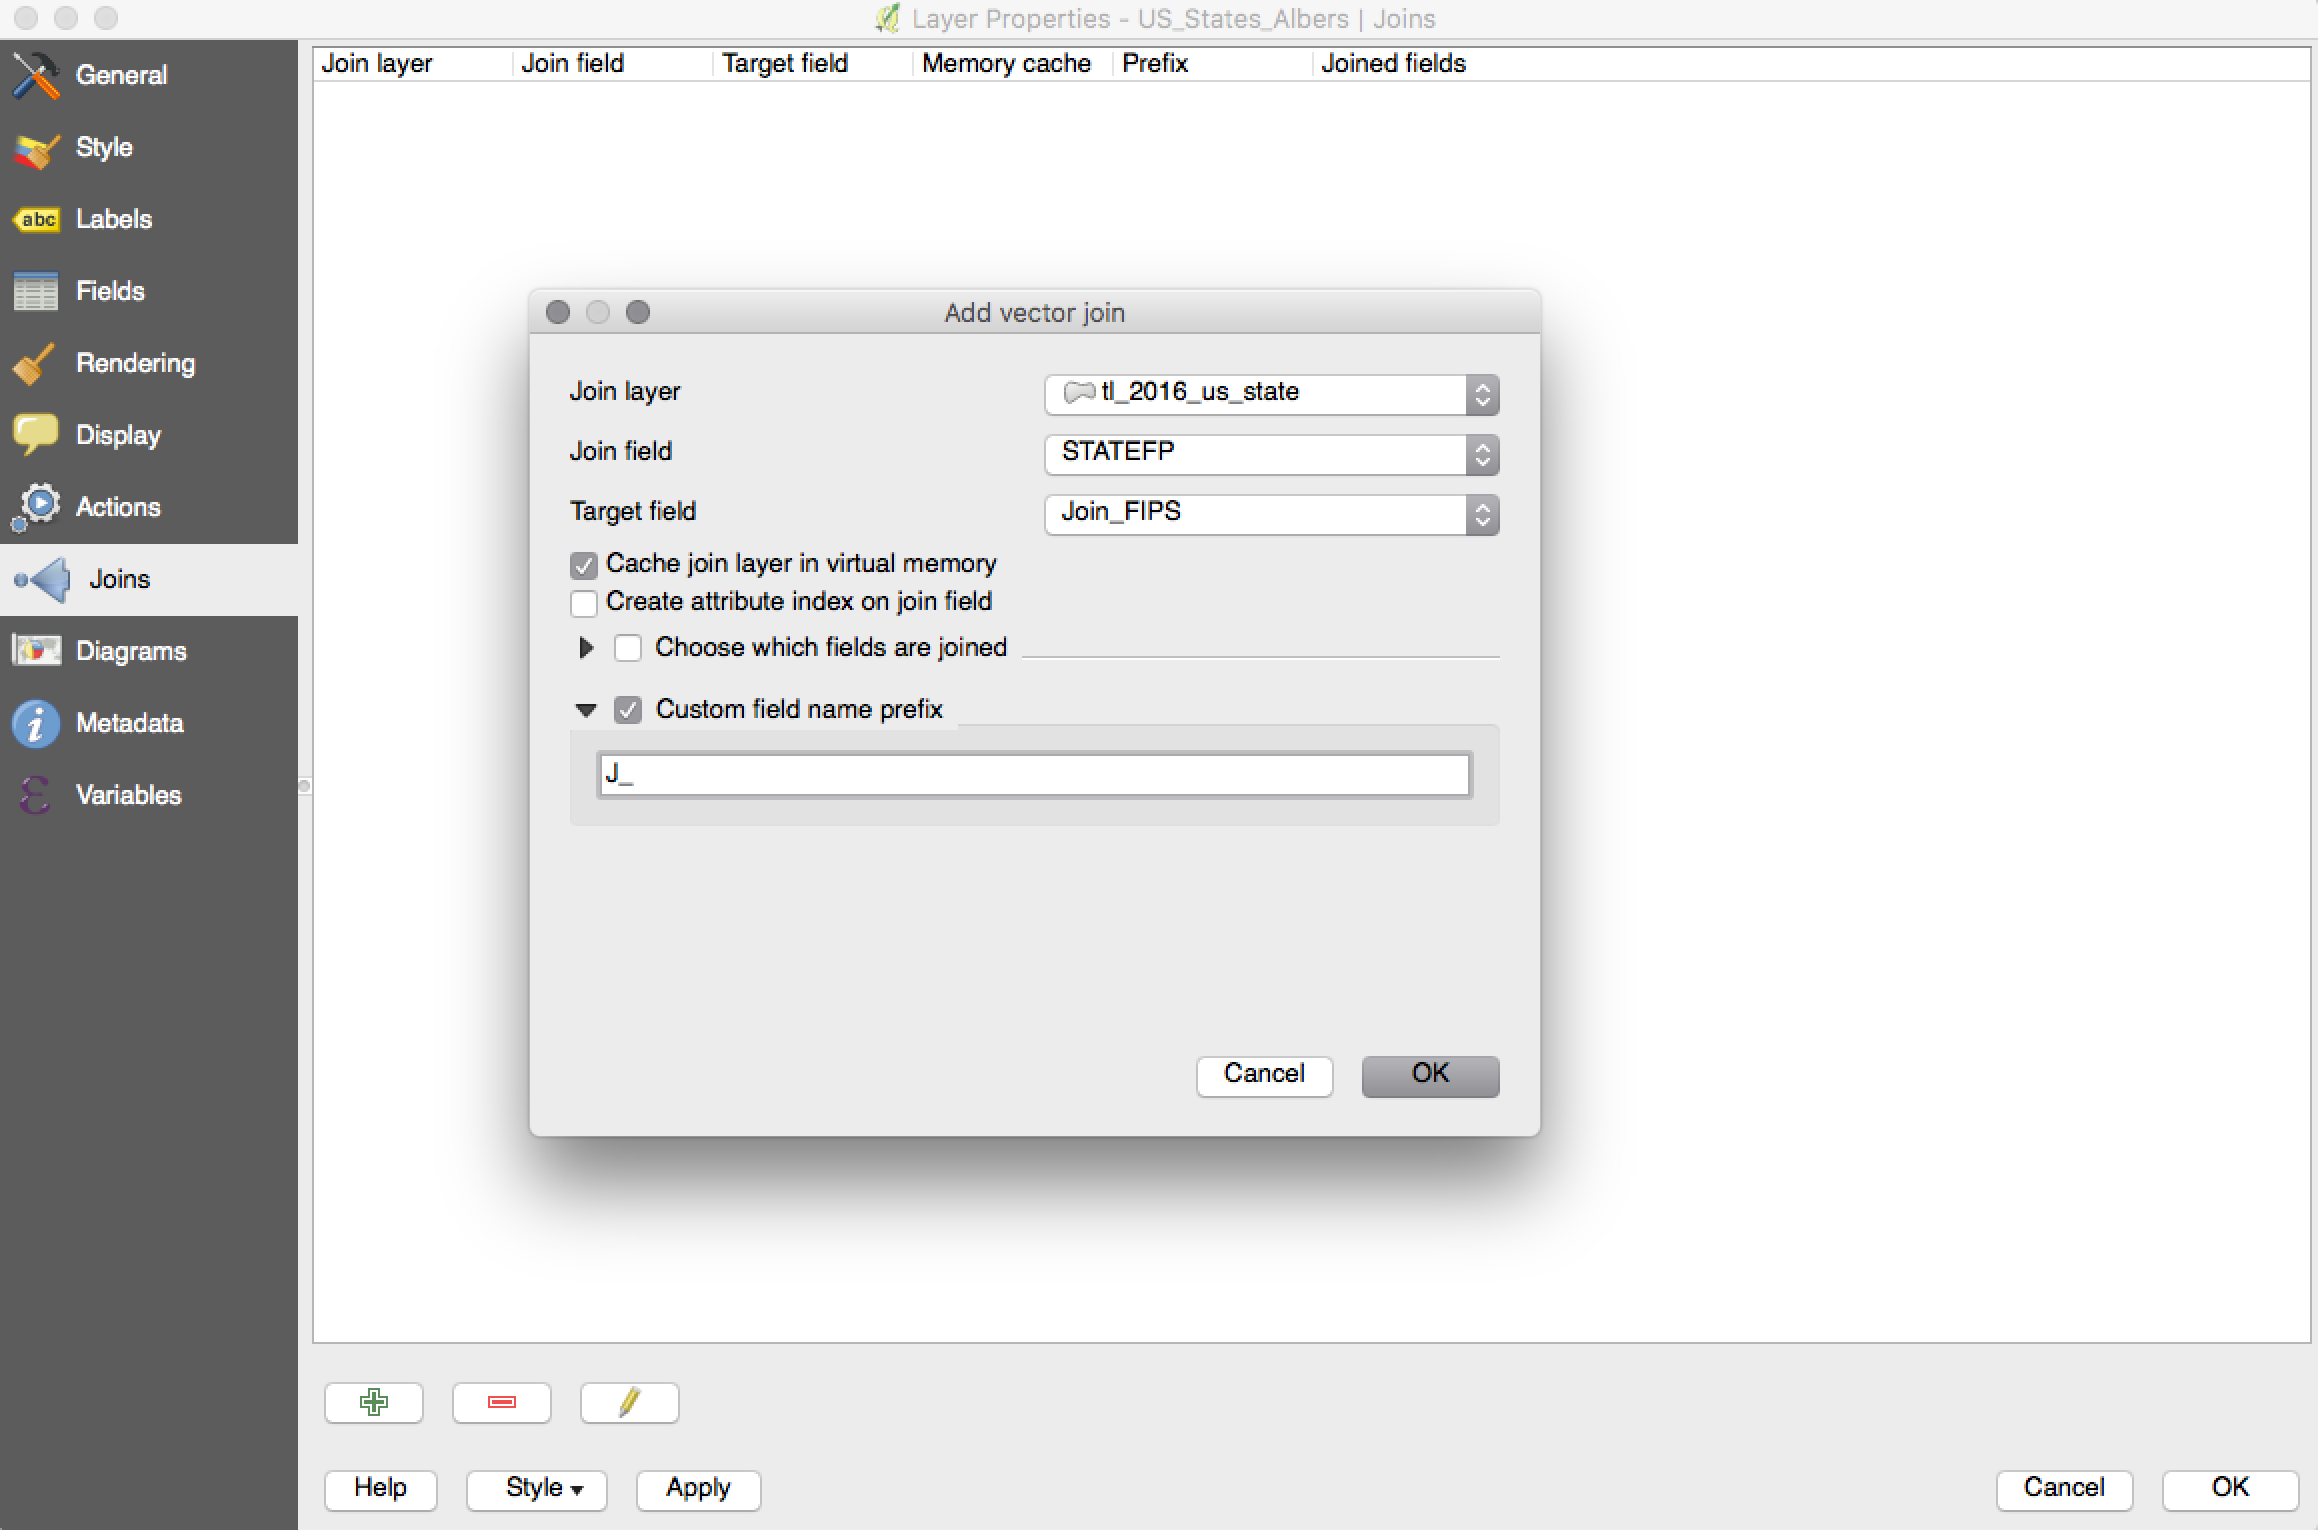 Layer Properties - US_States_Albers | Joins
General
Style
abc Labels
Fields
Rendering
Display
Actions
Joins
Diagrams
Metadata
Variables
Join layer Join field Target field Memory cache Prefix Joined fields
Add vector join
Join layer tl_2016_us_state
Join field STATEFP
Target field Join_FIPS
Cache join layer in virtual memory
Create attribute index on join field
Choose which fields are joined
Custom field name prefix
J_
Cancel OK
Help Style Apply Cancel OK